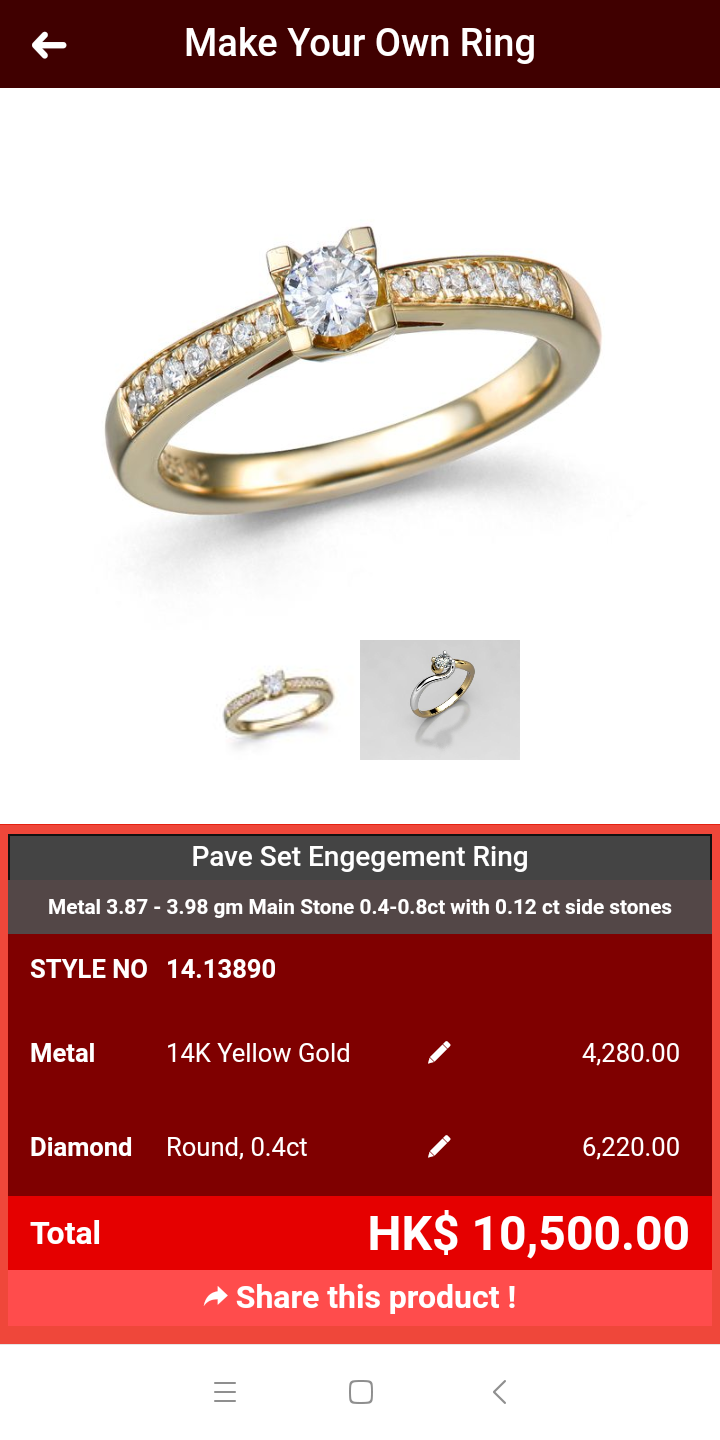 Make Your Own Ring
Pave Set Engegement Ring
Metal 3.87 - 3.98 gm Main Stone 0.4-0.8ct with 0.12 ct side stones
STYLE NO 14.13890
Metal 14K Yellow Gold 4,280.00
Diamond Round, 0.4ct 6,220.00
Total HK$ 10,500.00
Share this product !